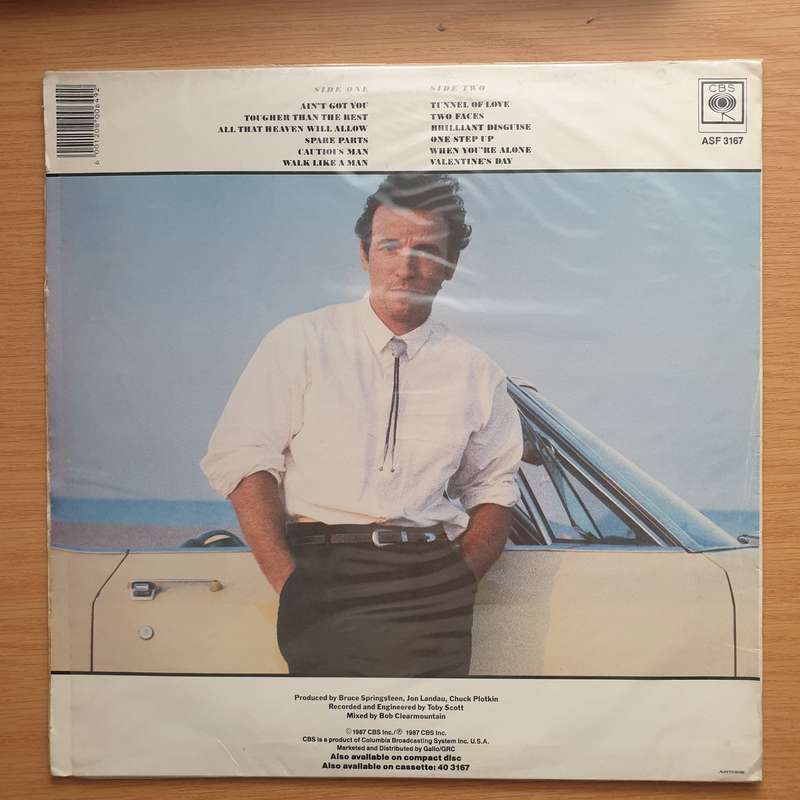 SIDE ONE
AIN'T GOT YOU
TOUGHER THAN THE REST
ALL THAT HEAVEN WILL ALLOW
SPARE PARTS
CAUTIOUS MAN
WALK LIKE A MAN
SIDE TWO
TUNNEL OF LOVE
TWO FACES
BRILLIANT DISGUISE
ONE STEP UP
WHEN YOU'RE ALONE
VALENTINE'S DAY
CBS
ASF 3167
Produced by Bruce Springsteen, Jon Landau, Chuck Plotkin
Recorded and Engineered by Toby Scott
Mixed by Bob Clearmountain
© 1987 CBS Inc./℗ 1987 CBS Inc.
CBS is a product of Columbia Broadcasting System Inc. U.S.A.
Marketed and Distributed by Gallo/GRC
Also available on compact disc
Also available on cassette: 40 3167